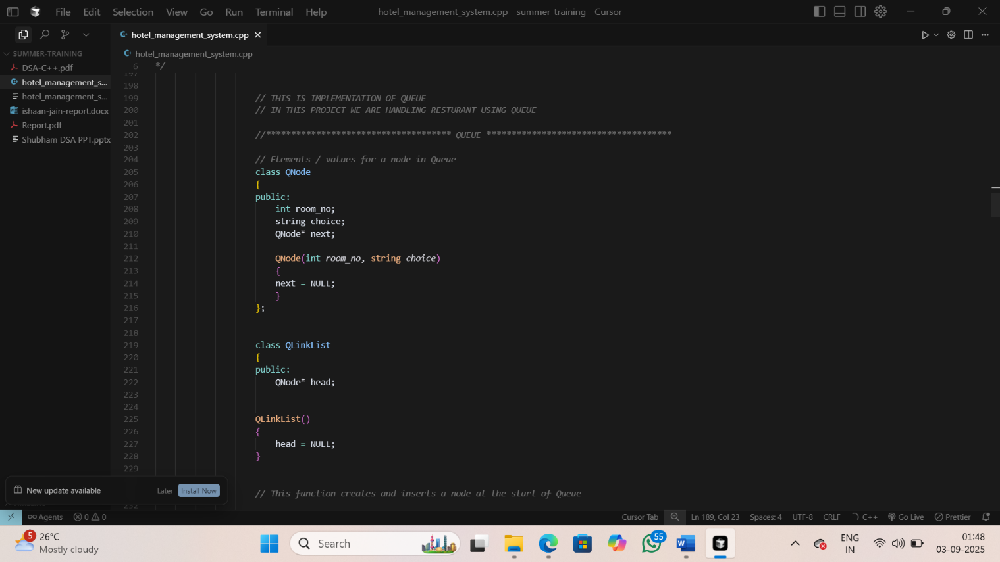 File Edit Selection View Go Run Terminal Help
hotel_management_system.cpp - summer-training - Cursor
hotel_management_system.cpp
SUMMER-TRAINING
DSA-C++.pdf
hotel_management_s...
hotel_management_s...
ishaan-jain-report.docx
Report.pdf
Shubham DSA PPT.pptx
hotel_management_system.cpp
6 */
197
198
199 // THIS IS IMPLEMENTATION OF QUEUE
200 // IN THIS PROJECT WE ARE HANDLING RESTURANT USING QUEUE
201
202 //************************************* QUEUE *************************************
203
204 // Elements / values for a node in Queue
205 class QNode
206 {
207 public:
208 int room_no;
209 string choice;
210 QNode* next;
211
212 QNode(int room_no, string choice)
213 {
214 next = NULL;
215 }
216 };
217
218
219 class QLinkList
220 {
221 public:
222 QNode* head;
223
224
225 QLinkList()
226 {
227 head = NULL;
228 }
229
// This function creates and inserts a node at the start of Queue
232
New update available Later Install Now
Agents 0 0
Cursor Tab Ln 189, Col 23 Spaces: 4 UTF-8 CRLF C++ Go Live Prettier
5 26°C
Mostly cloudy
Search
55
ENG
IN
01:48
03-09-2025